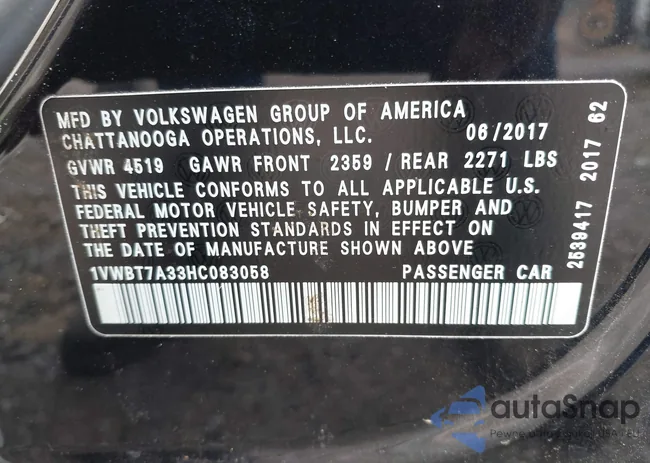 MFD BY VOLKSWAGEN GROUP OF AMERICA
CHATTANOOGA OPERATIONS, LLC. 06/2017
GVWR 4519 GAWR FRONT 2359 / REAR 2271 LBS
THIS VEHICLE CONFORMS TO ALL APPLICABLE U.S.
FEDERAL MOTOR VEHICLE SAFETY, BUMPER AND
THEFT PREVENTION STANDARDS IN EFFECT ON
THE DATE OF MANUFACTURE SHOWN ABOVE
1VWBT7A33HC083058 PASSENGER CAR
2539417 2017 62
autoSnap